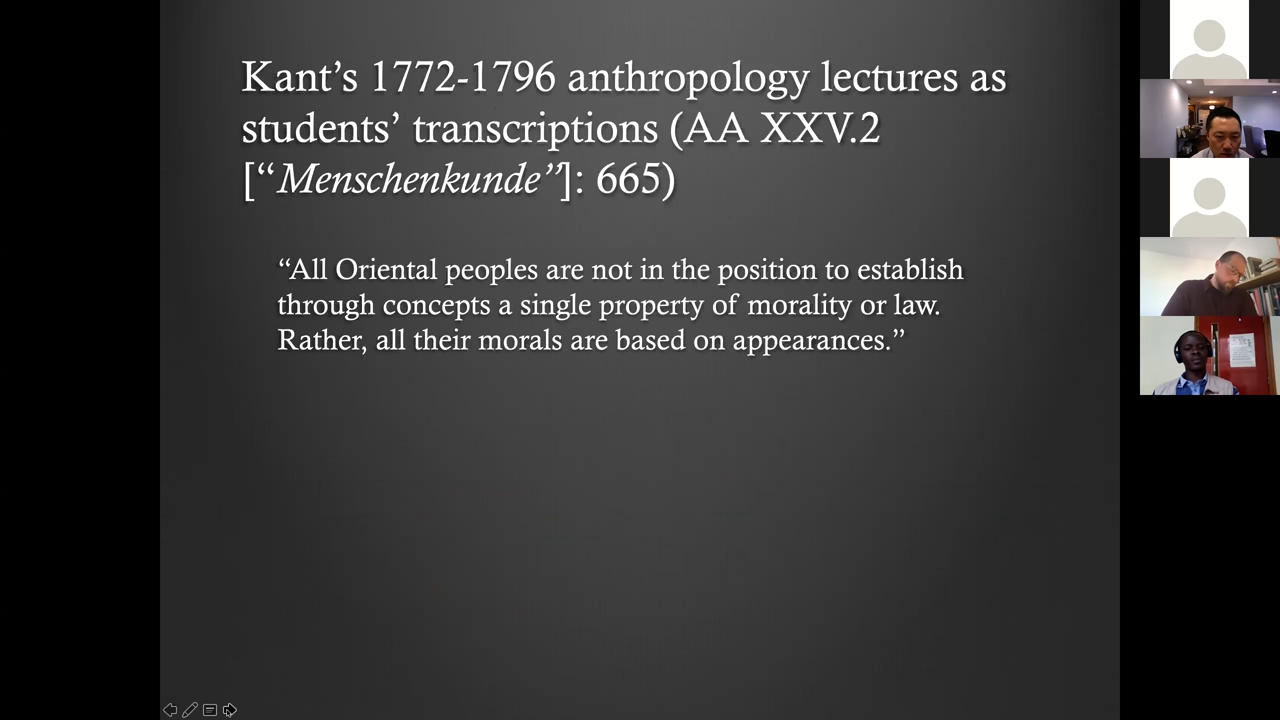 Kant’s 1772-1796 anthropology lectures as
students’ transcriptions (AA XXV.2
[“Menschenkunde”]: 665)
“All Oriental peoples are not in the position to establish
through concepts a single property of morality or law.
Rather, all their morals are based on appearances.”